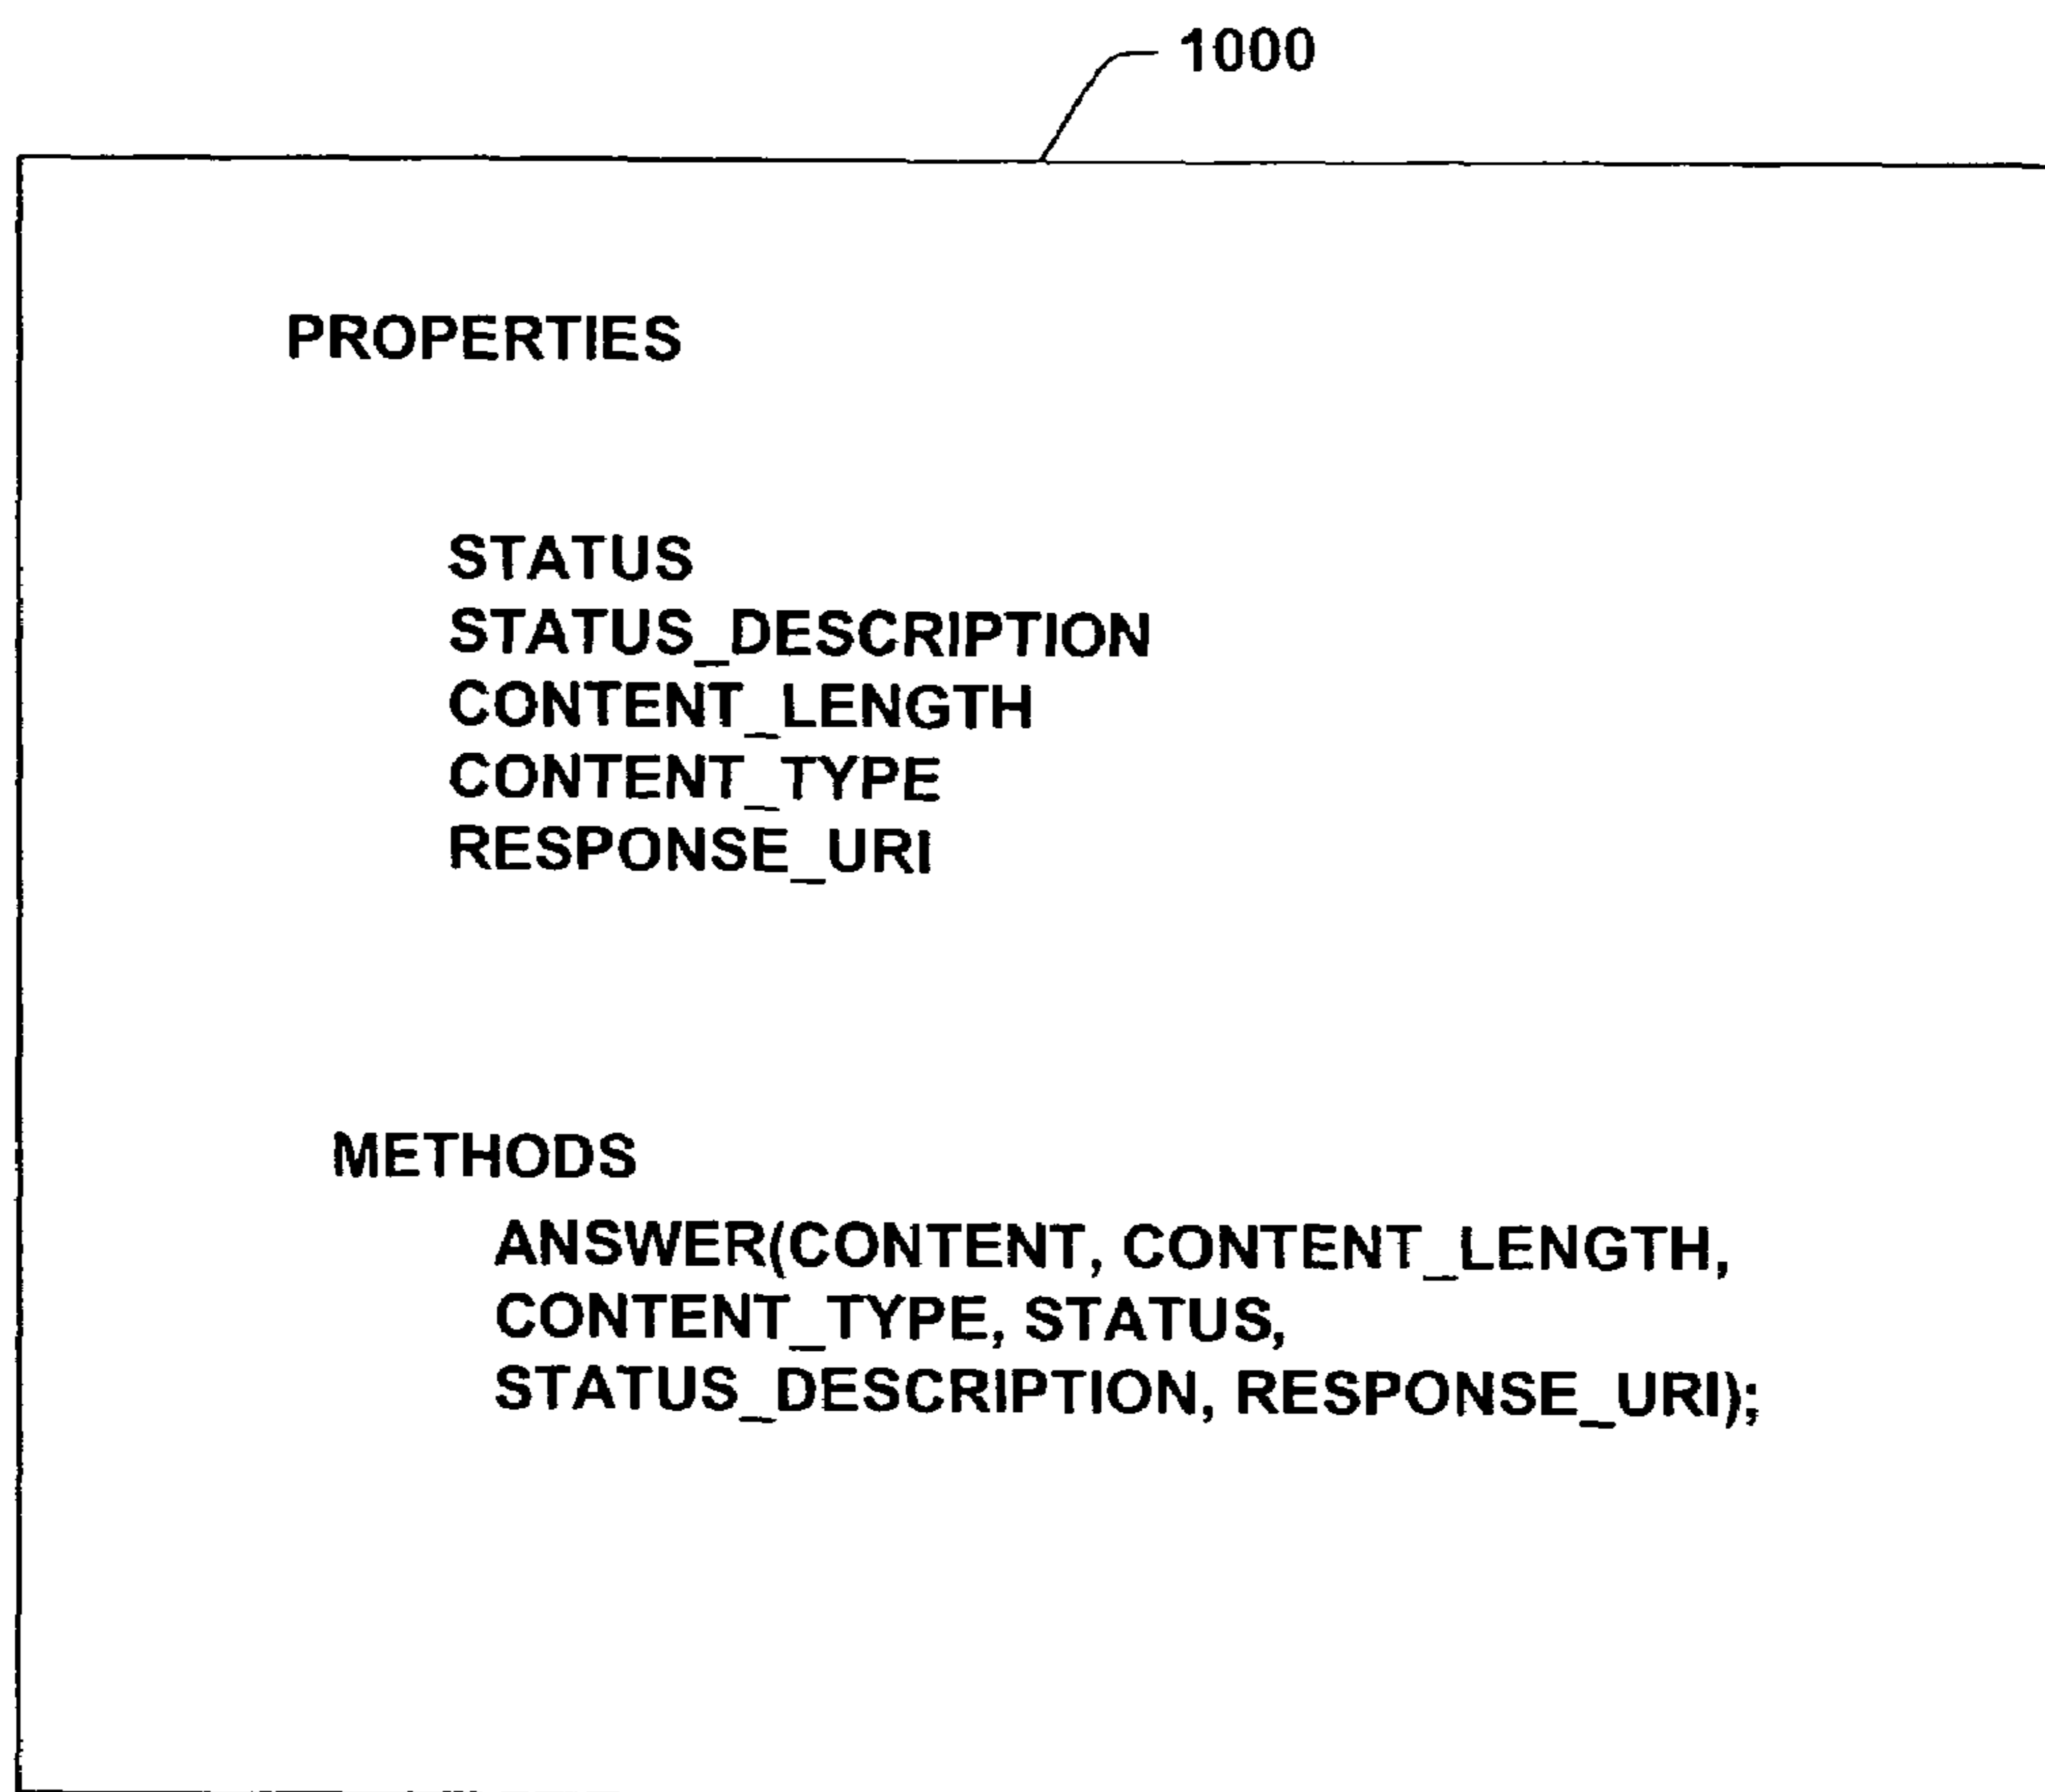 1000
PROPERTIES
STATUS
STATUS_DESCRIPTION
CONTENT_LENGTH
CONTENT_TYPE
RESPONSE_URI
METHODS
ANSWER(CONTENT, CONTENT_LENGTH,
CONTENT_TYPE, STATUS,
STATUS_DESCRIPTION, RESPONSE_URI);